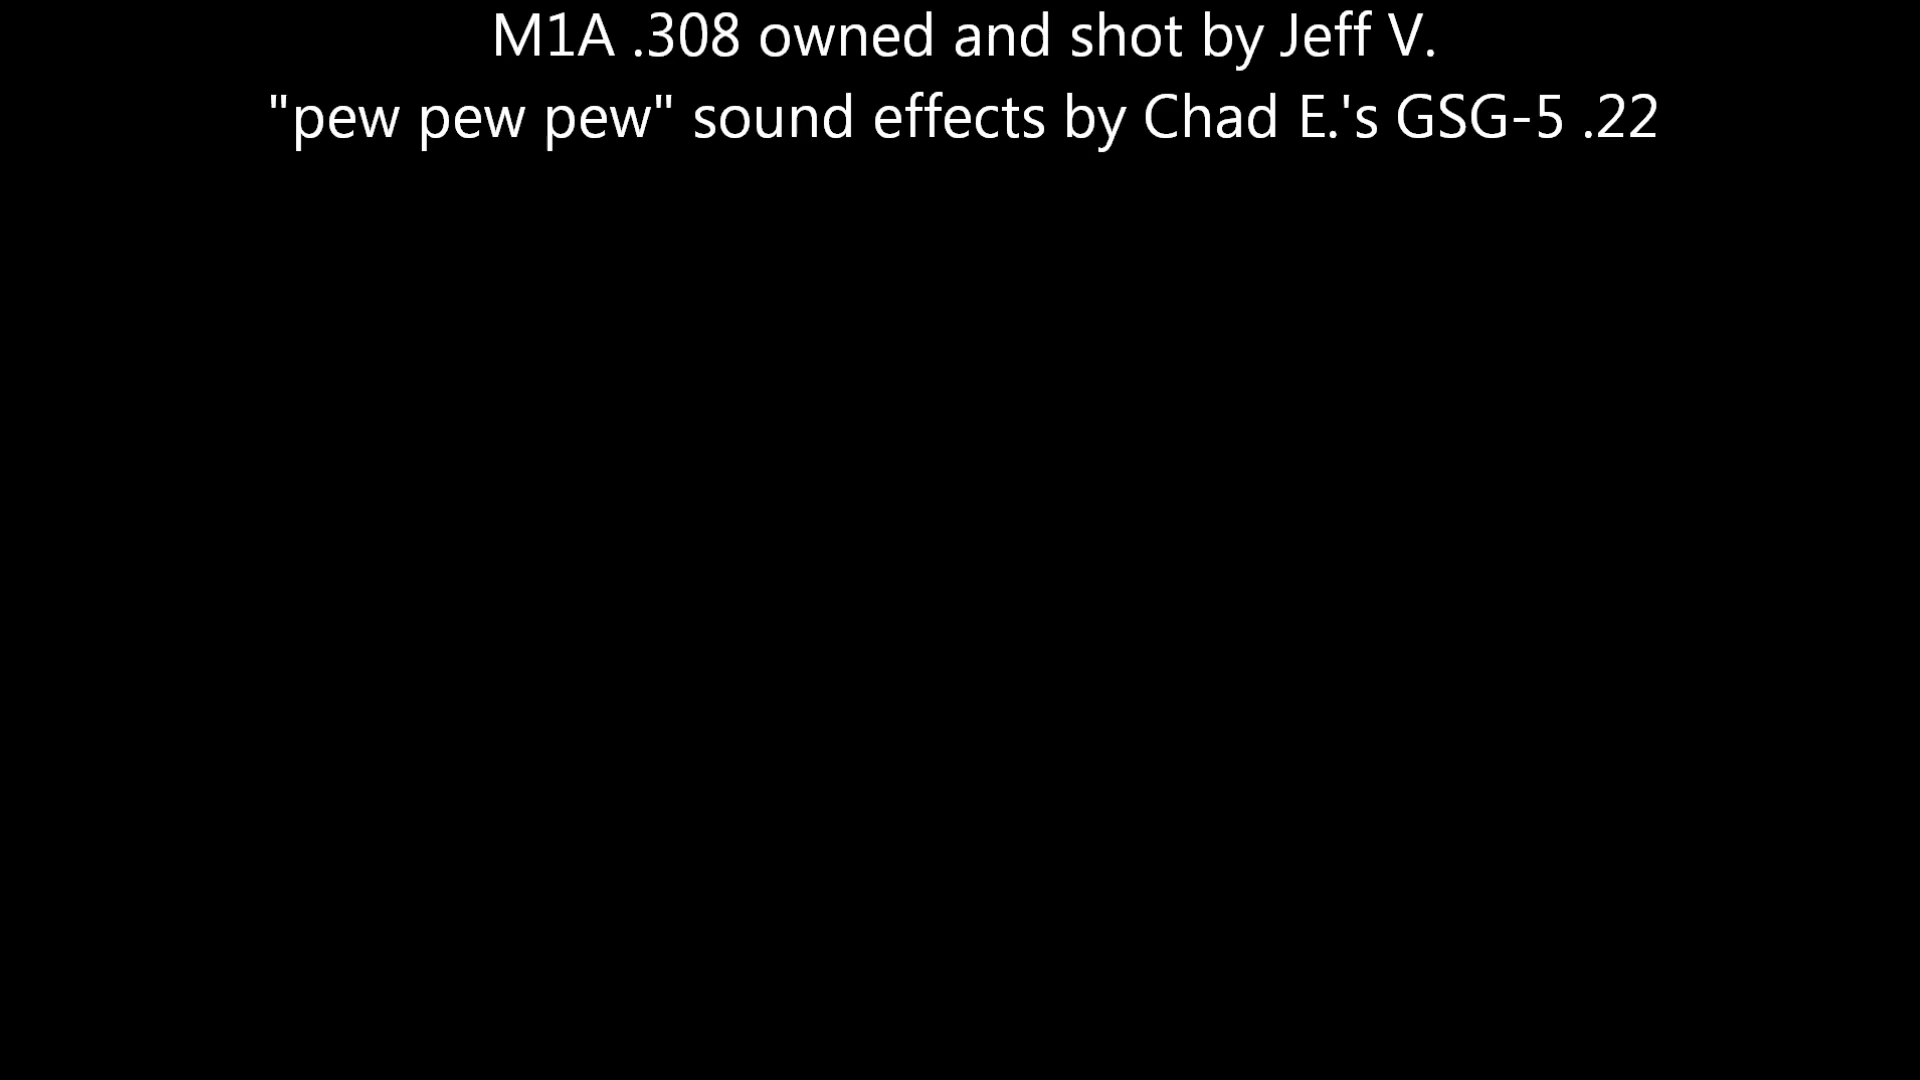 M1A .308 owned and shot by Jeff V.
"pew pew pew" sound effects by Chad E.'s GSG-5 .22